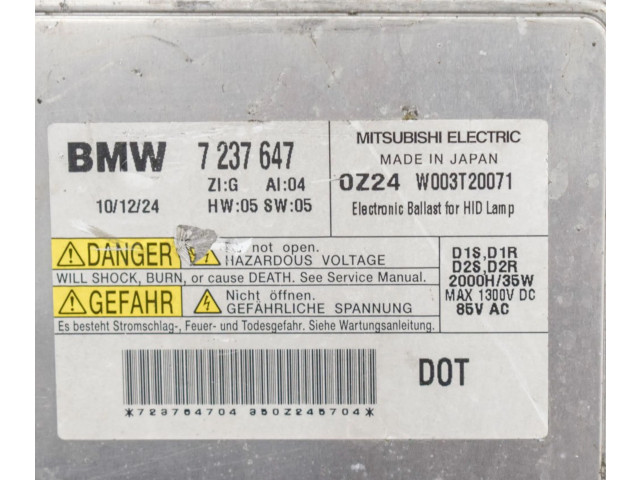 BMW 7 237 647
ZI:G AI:04
10/12/24 HW:05 SW:05
MITSUBISHI ELECTRIC
MADE IN JAPAN
0Z24 W003T20071
Electronic Ballast for HID Lamp
DANGER not open.
HAZARDOUS VOLTAGE
WILL SHOCK, BURN, or cause DEATH. See Service Manual.
GEFAHR Nicht öffnen.
GEFÄHRLICHE SPANNUNG
Es besteht Stromschlag-, Feuer- und Todesgefahr. Siehe Wartungsanleitung.
D1S,D1R
D2S,D2R
2000H/35W
MAX 1300V DC
85V AC
DOT
*723764704 350Z245704*